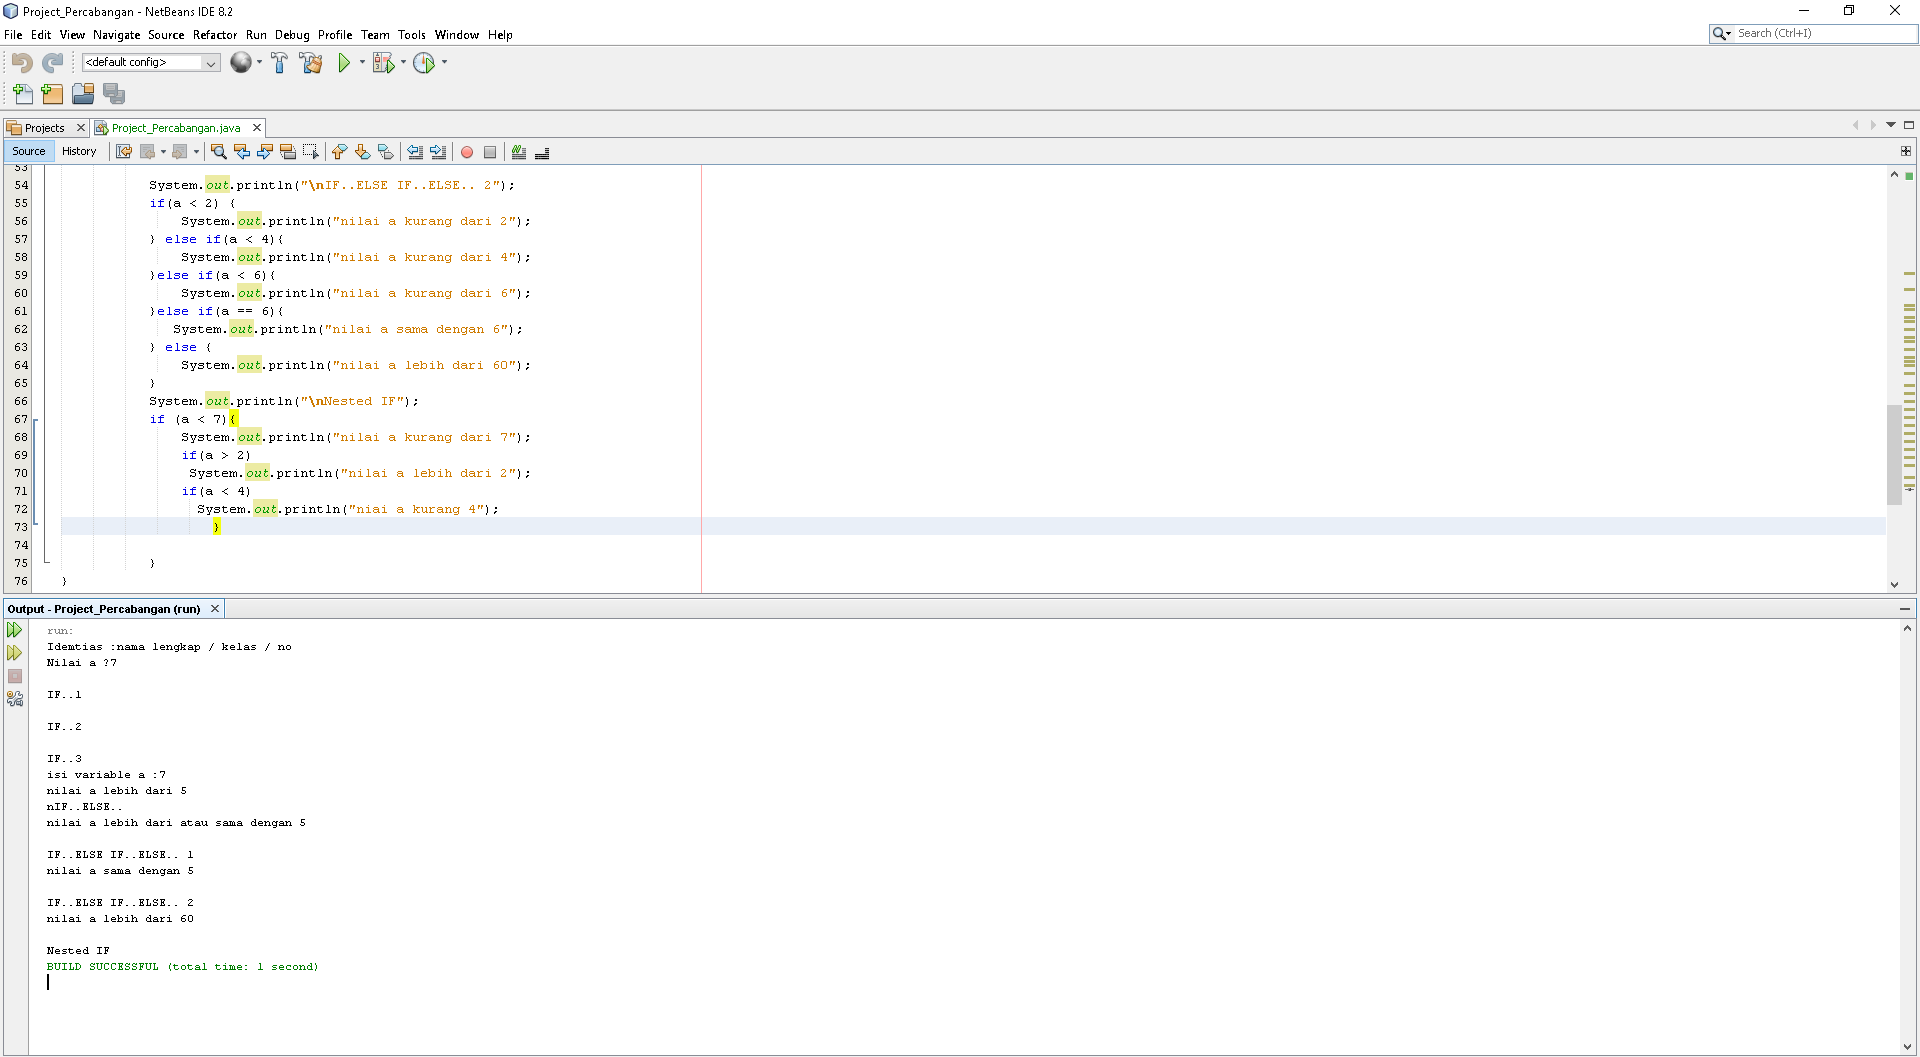 Project_Percabangan - NetBeans IDE 8.2
File Edit View Navigate Source Refactor Run Debug Profile Team Tools Window Help
Search (Ctrl+I)
<default config>
Projects
Project_Percabangan.java
Source History
53
54 System.out.println("\nIF..ELSE IF..ELSE.. 2");
55 if(a < 2) {
56 System.out.println("nilai a kurang dari 2");
57 } else if(a < 4){
58 System.out.println("nilai a kurang dari 4");
59 }else if(a < 6){
60 System.out.println("nilai a kurang dari 6");
61 }else if(a == 6){
62 System.out.println("nilai a sama dengan 6");
63 } else {
64 System.out.println("nilai a lebih dari 60");
65 }
66 System.out.println("\nNested IF");
67 if (a < 7){
68 System.out.println("nilai a kurang dari 7");
69 if(a > 2)
70 System.out.println("nilai a lebih dari 2");
71 if(a < 4)
72 System.out.println("niai a kurang 4");
73 }
74
75 }
76 }
Output - Project_Percabangan (run)
run:
Idemtias :nama lengkap / kelas / no
Nilai a ?7
IF..1
IF..2
IF..3
isi variable a :7
nilai a lebih dari 5
nIF..ELSE..
nilai a lebih dari atau sama dengan 5
IF..ELSE IF..ELSE.. 1
nilai a sama dengan 5
IF..ELSE IF..ELSE.. 2
nilai a lebih dari 60
Nested IF
BUILD SUCCESSFUL (total time: 1 second)